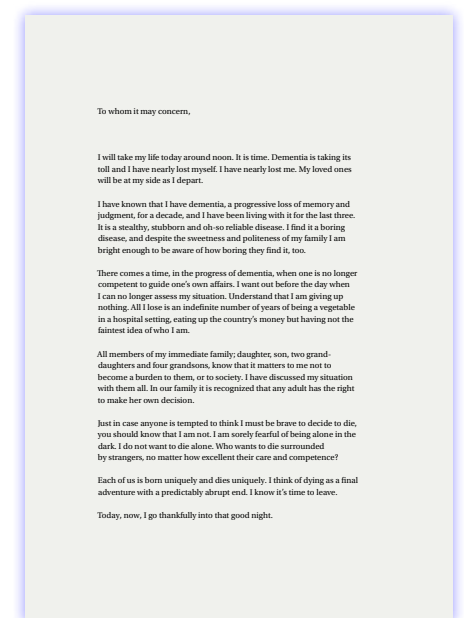 To whom it may concern,
I will take my life today around noon. It is time. Dementia is taking its
toll and I have nearly lost myself. I have nearly lost me. My loved ones
will be at my side as I depart.
I have known that I have dementia, a progressive loss of memory and
judgment, for a decade, and I have been living with it for the last three.
It is a stealthy, stubborn and oh-so reliable disease. I find it a boring
disease, and despite the sweetness and politeness of my family I am
bright enough to be aware of how boring they find it, too.
There comes a time, in the progress of dementia, when one is no longer
competent to guide one's own affairs. I want out before the day when
I can no longer assess my situation. Understand that I am giving up
nothing. All I lose is an indefinite number of years of being a vegetable
in a hospital setting, eating up the country's money but having not the
faintest idea of who I am.
All members of my immediate family; daughter, son, two grand-
daughters and four grandsons, know that it matters to me not to
become a burden to them, or to society. I have discussed my situation
with them all. In our family it is recognized that any adult has the right
to make her own decision.
Just in case anyone is tempted to think I must be brave to decide to die,
you should know that I am not. I am sorely fearful of being alone in the
dark. I do not want to die alone. Who wants to die surrounded
by strangers, no matter how excellent their care and competence?
Each of us is born uniquely and dies uniquely. I think of dying as a final
adventure with a predictably abrupt end. I know it's time to leave.
Today, now, I go thankfully into that good night.